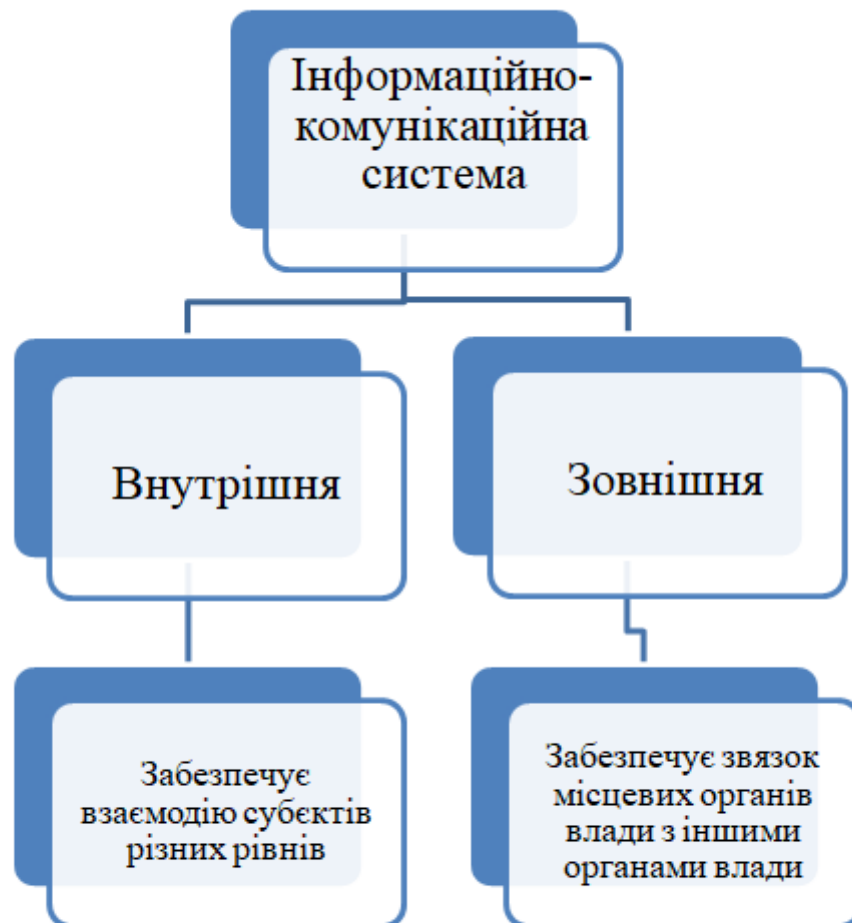 Інформаційно-
комунікаційна
система
Внутрішня
Зовнішня
Забезпечує
взаємодію субєктів
різних рівнів
Забезпечує звязок
місцевих органів
влади з іншими
органами влади